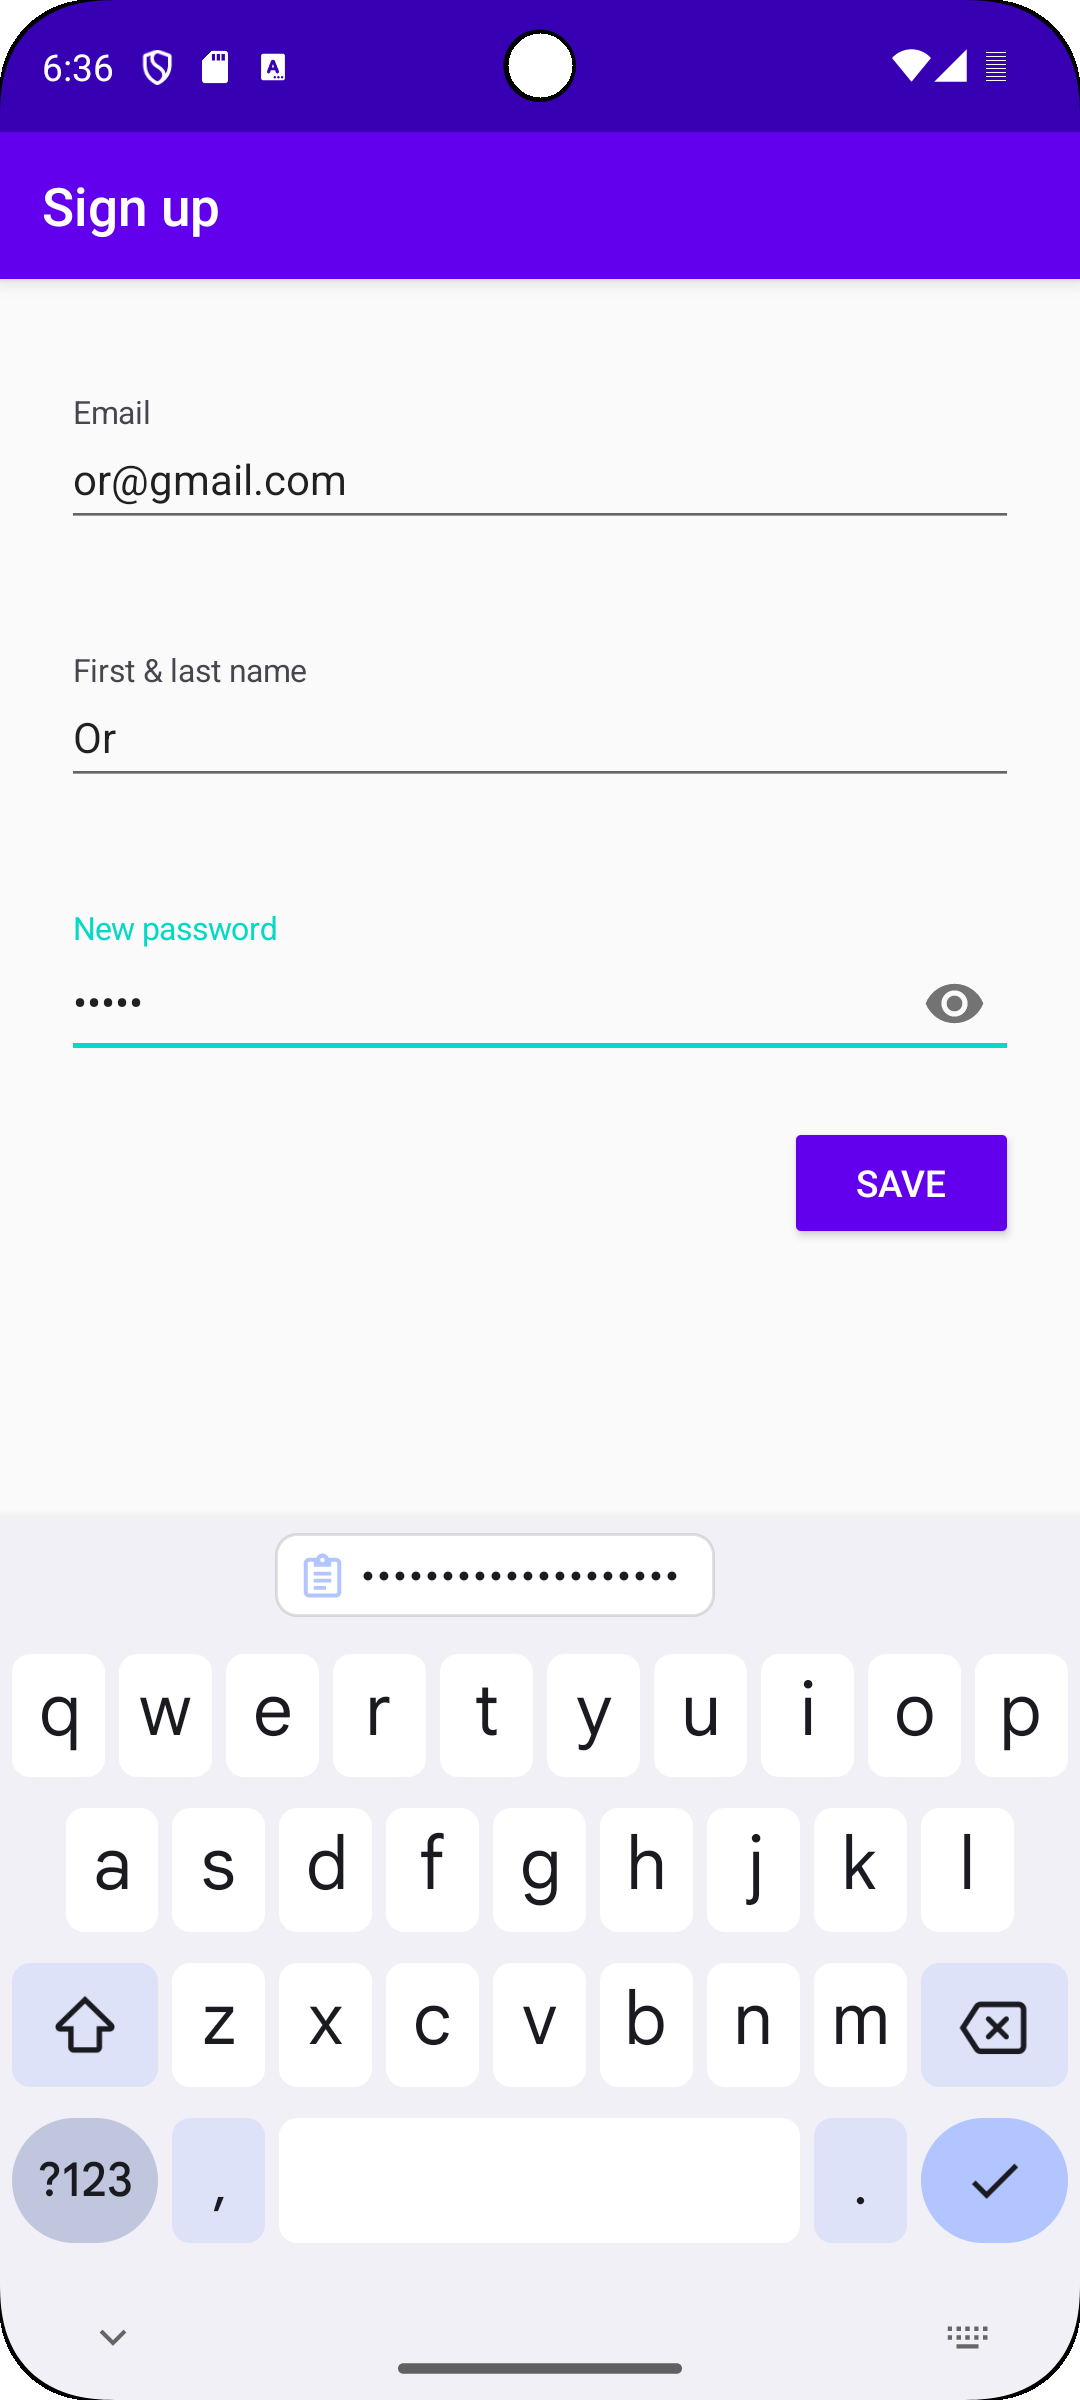 6:36
Sign up
Email
or@gmail.com
First & last name
Or
New password
•••••
SAVE
••••••••••••••••••••
q w e r t y u i o p
a s d f g h j k l
z x c v b n m
?123 , .